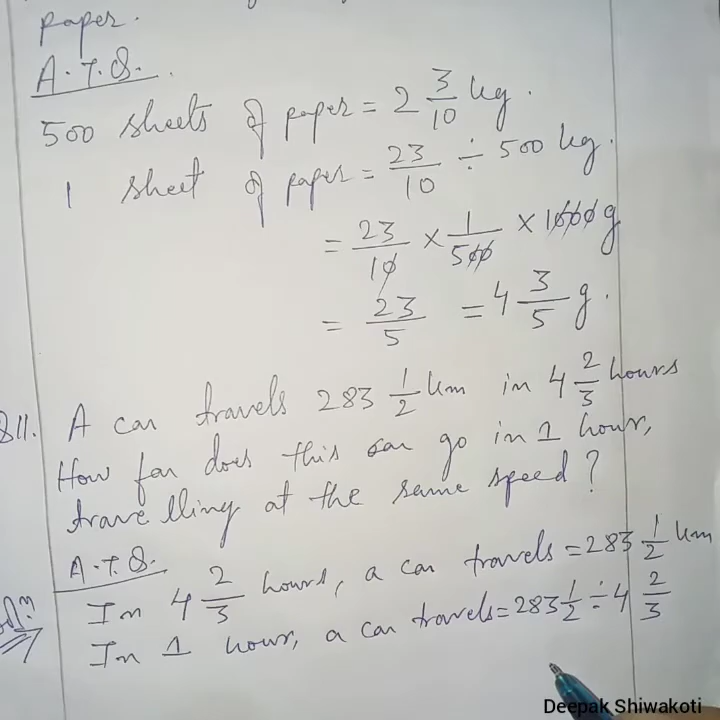 paper.
A.T.Q.
500 sheets of paper = 2 3/10 kg.
1 sheet of paper = 23/10 ÷ 500 kg.
= 23/10 × 1/500 × 1000 g
= 23/5 = 4 3/5 g.
Q11. A car travels 283 1/2 km in 4 2/3 hours
How far does this car go in 1 hour,
travelling at the same speed?
A.T.Q.
Sol^n In 4 2/3 hours, a car travels = 283 1/2 km
In 1 hour, a car travels = 283 1/2 ÷ 4 2/3
Deepak Shiwakoti